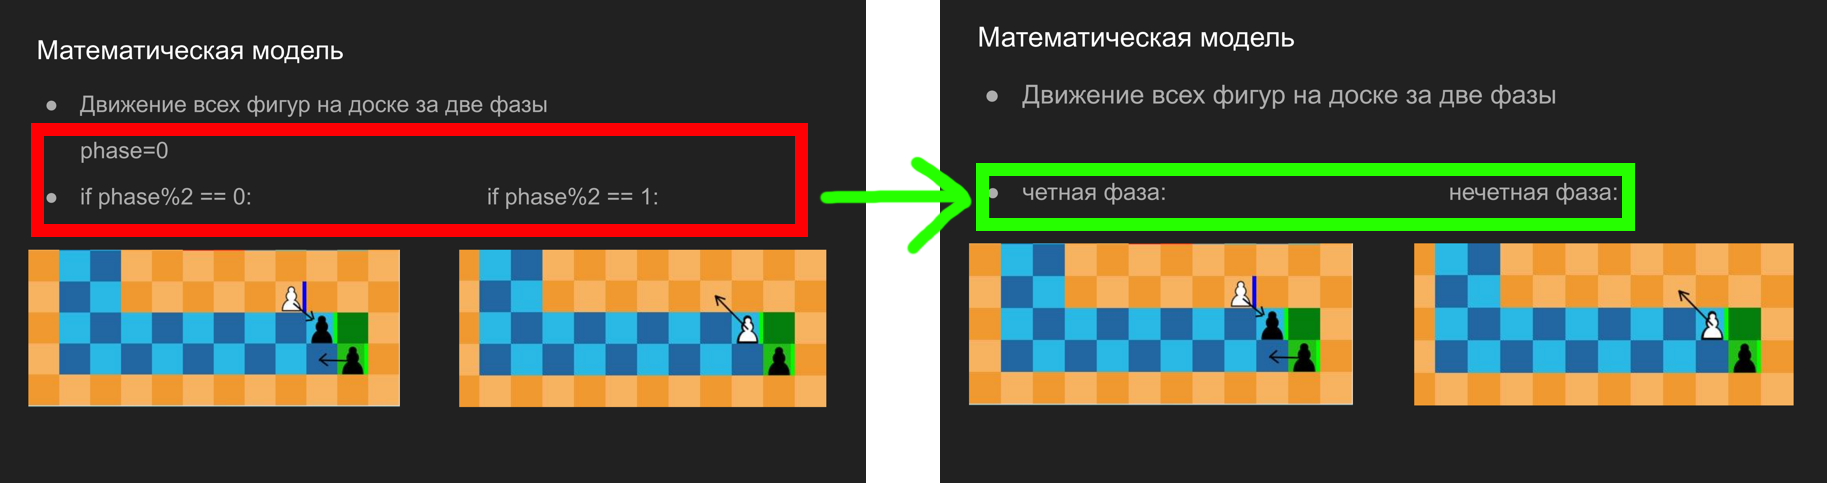 Математическая модель
● Движение всех фигур на доске за две фазы
phase=0
● if phase%2 == 0: if phase%2 == 1:
Математическая модель
● Движение всех фигур на доске за две фазы
● четная фаза: нечетная фаза: